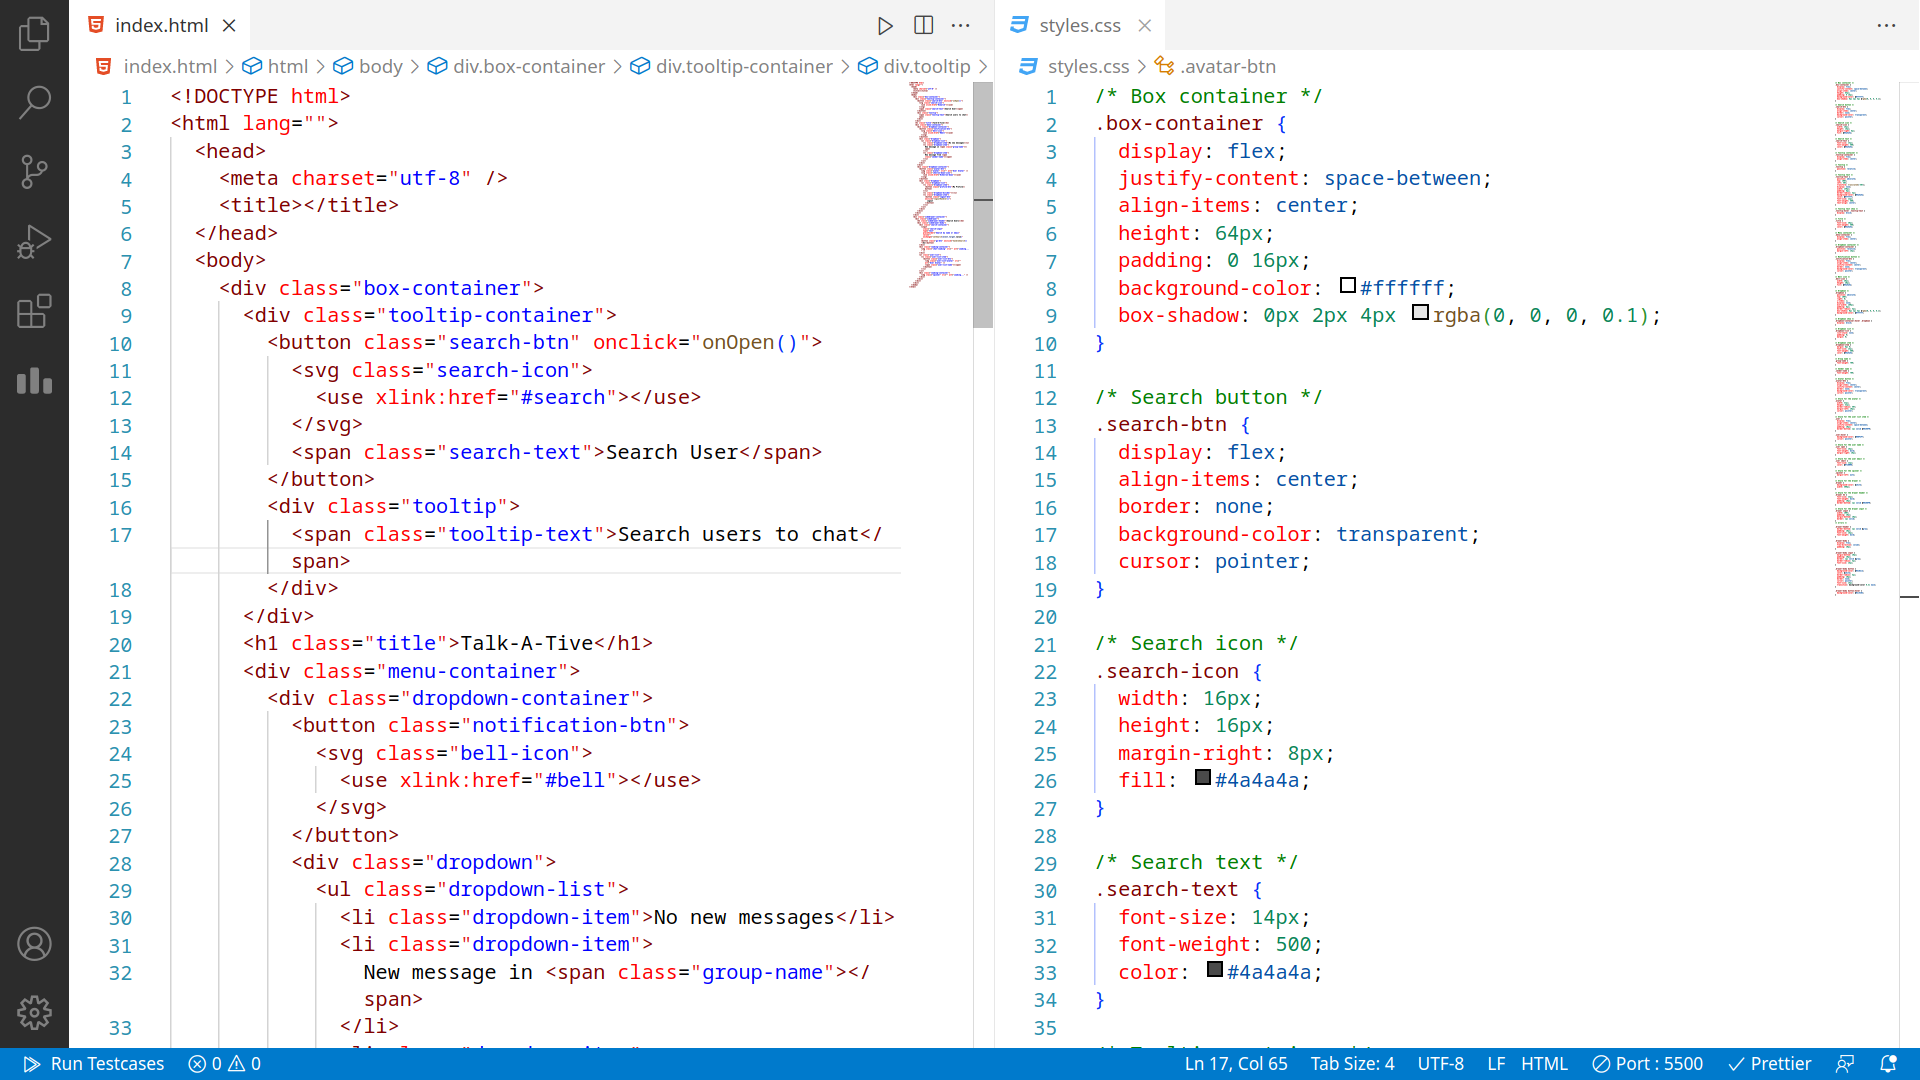 index.html
index.html html body div.box-container div.tooltip-container div.tooltip
1 <!DOCTYPE html>
2 <html lang="">
3 <head>
4 <meta charset="utf-8" />
5 <title></title>
6 </head>
7 <body>
8 <div class="box-container">
9 <div class="tooltip-container">
10 <button class="search-btn" onclick="onOpen()">
11 <svg class="search-icon">
12 <use xlink:href="#search"></use>
13 </svg>
14 <span class="search-text">Search User</span>
15 </button>
16 <div class="tooltip">
17 <span class="tooltip-text">Search users to chat</
span>
18 </div>
19 </div>
20 <h1 class="title">Talk-A-Tive</h1>
21 <div class="menu-container">
22 <div class="dropdown-container">
23 <button class="notification-btn">
24 <svg class="bell-icon">
25 <use xlink:href="#bell"></use>
26 </svg>
27 </button>
28 <div class="dropdown">
29 <ul class="dropdown-list">
30 <li class="dropdown-item">No new messages</li>
31 <li class="dropdown-item">
32 New message in <span class="group-name"></
span>
33 </li>
styles.css
styles.css .avatar-btn
1 /* Box container */
2 .box-container {
3 display: flex;
4 justify-content: space-between;
5 align-items: center;
6 height: 64px;
7 padding: 0 16px;
8 background-color: #ffffff;
9 box-shadow: 0px 2px 4px rgba(0, 0, 0, 0.1);
10 }
11
12 /* Search button */
13 .search-btn {
14 display: flex;
15 align-items: center;
16 border: none;
17 background-color: transparent;
18 cursor: pointer;
19 }
20
21 /* Search icon */
22 .search-icon {
23 width: 16px;
24 height: 16px;
25 margin-right: 8px;
26 fill: #4a4a4a;
27 }
28
29 /* Search text */
30 .search-text {
31 font-size: 14px;
32 font-weight: 500;
33 color: #4a4a4a;
34 }
35
Run Testcases 0 0 Ln 17, Col 65 Tab Size: 4 UTF-8 LF HTML Port : 5500 Prettier